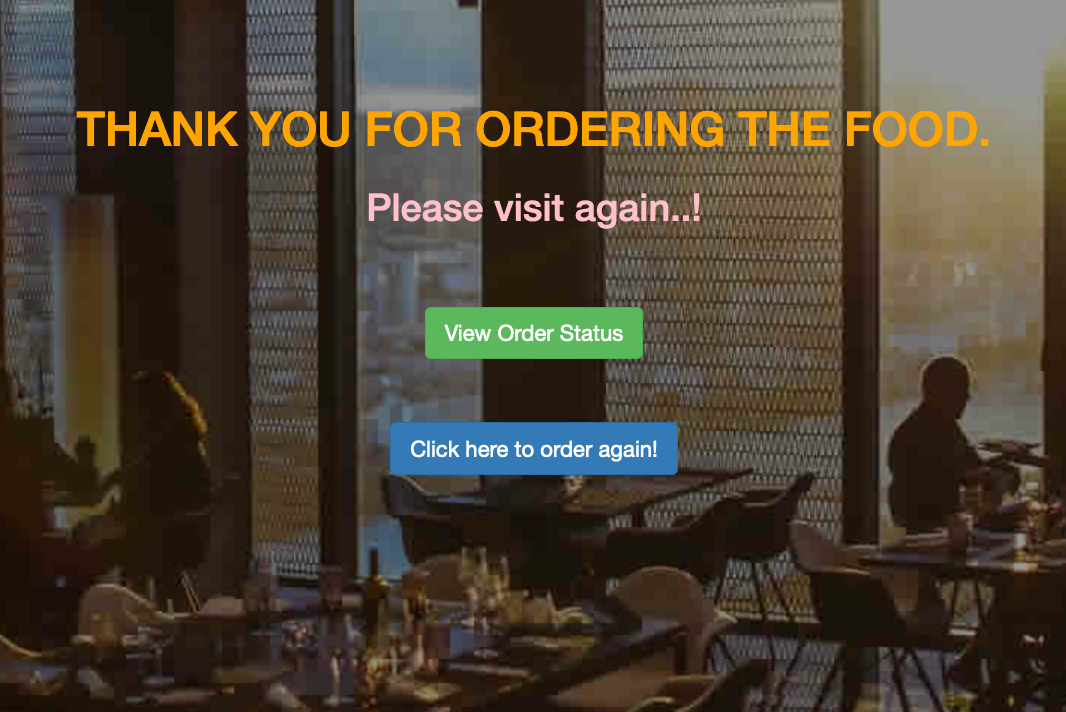 THANK YOU FOR ORDERING THE FOOD.
Please visit again..!
View Order Status
Click here to order again!